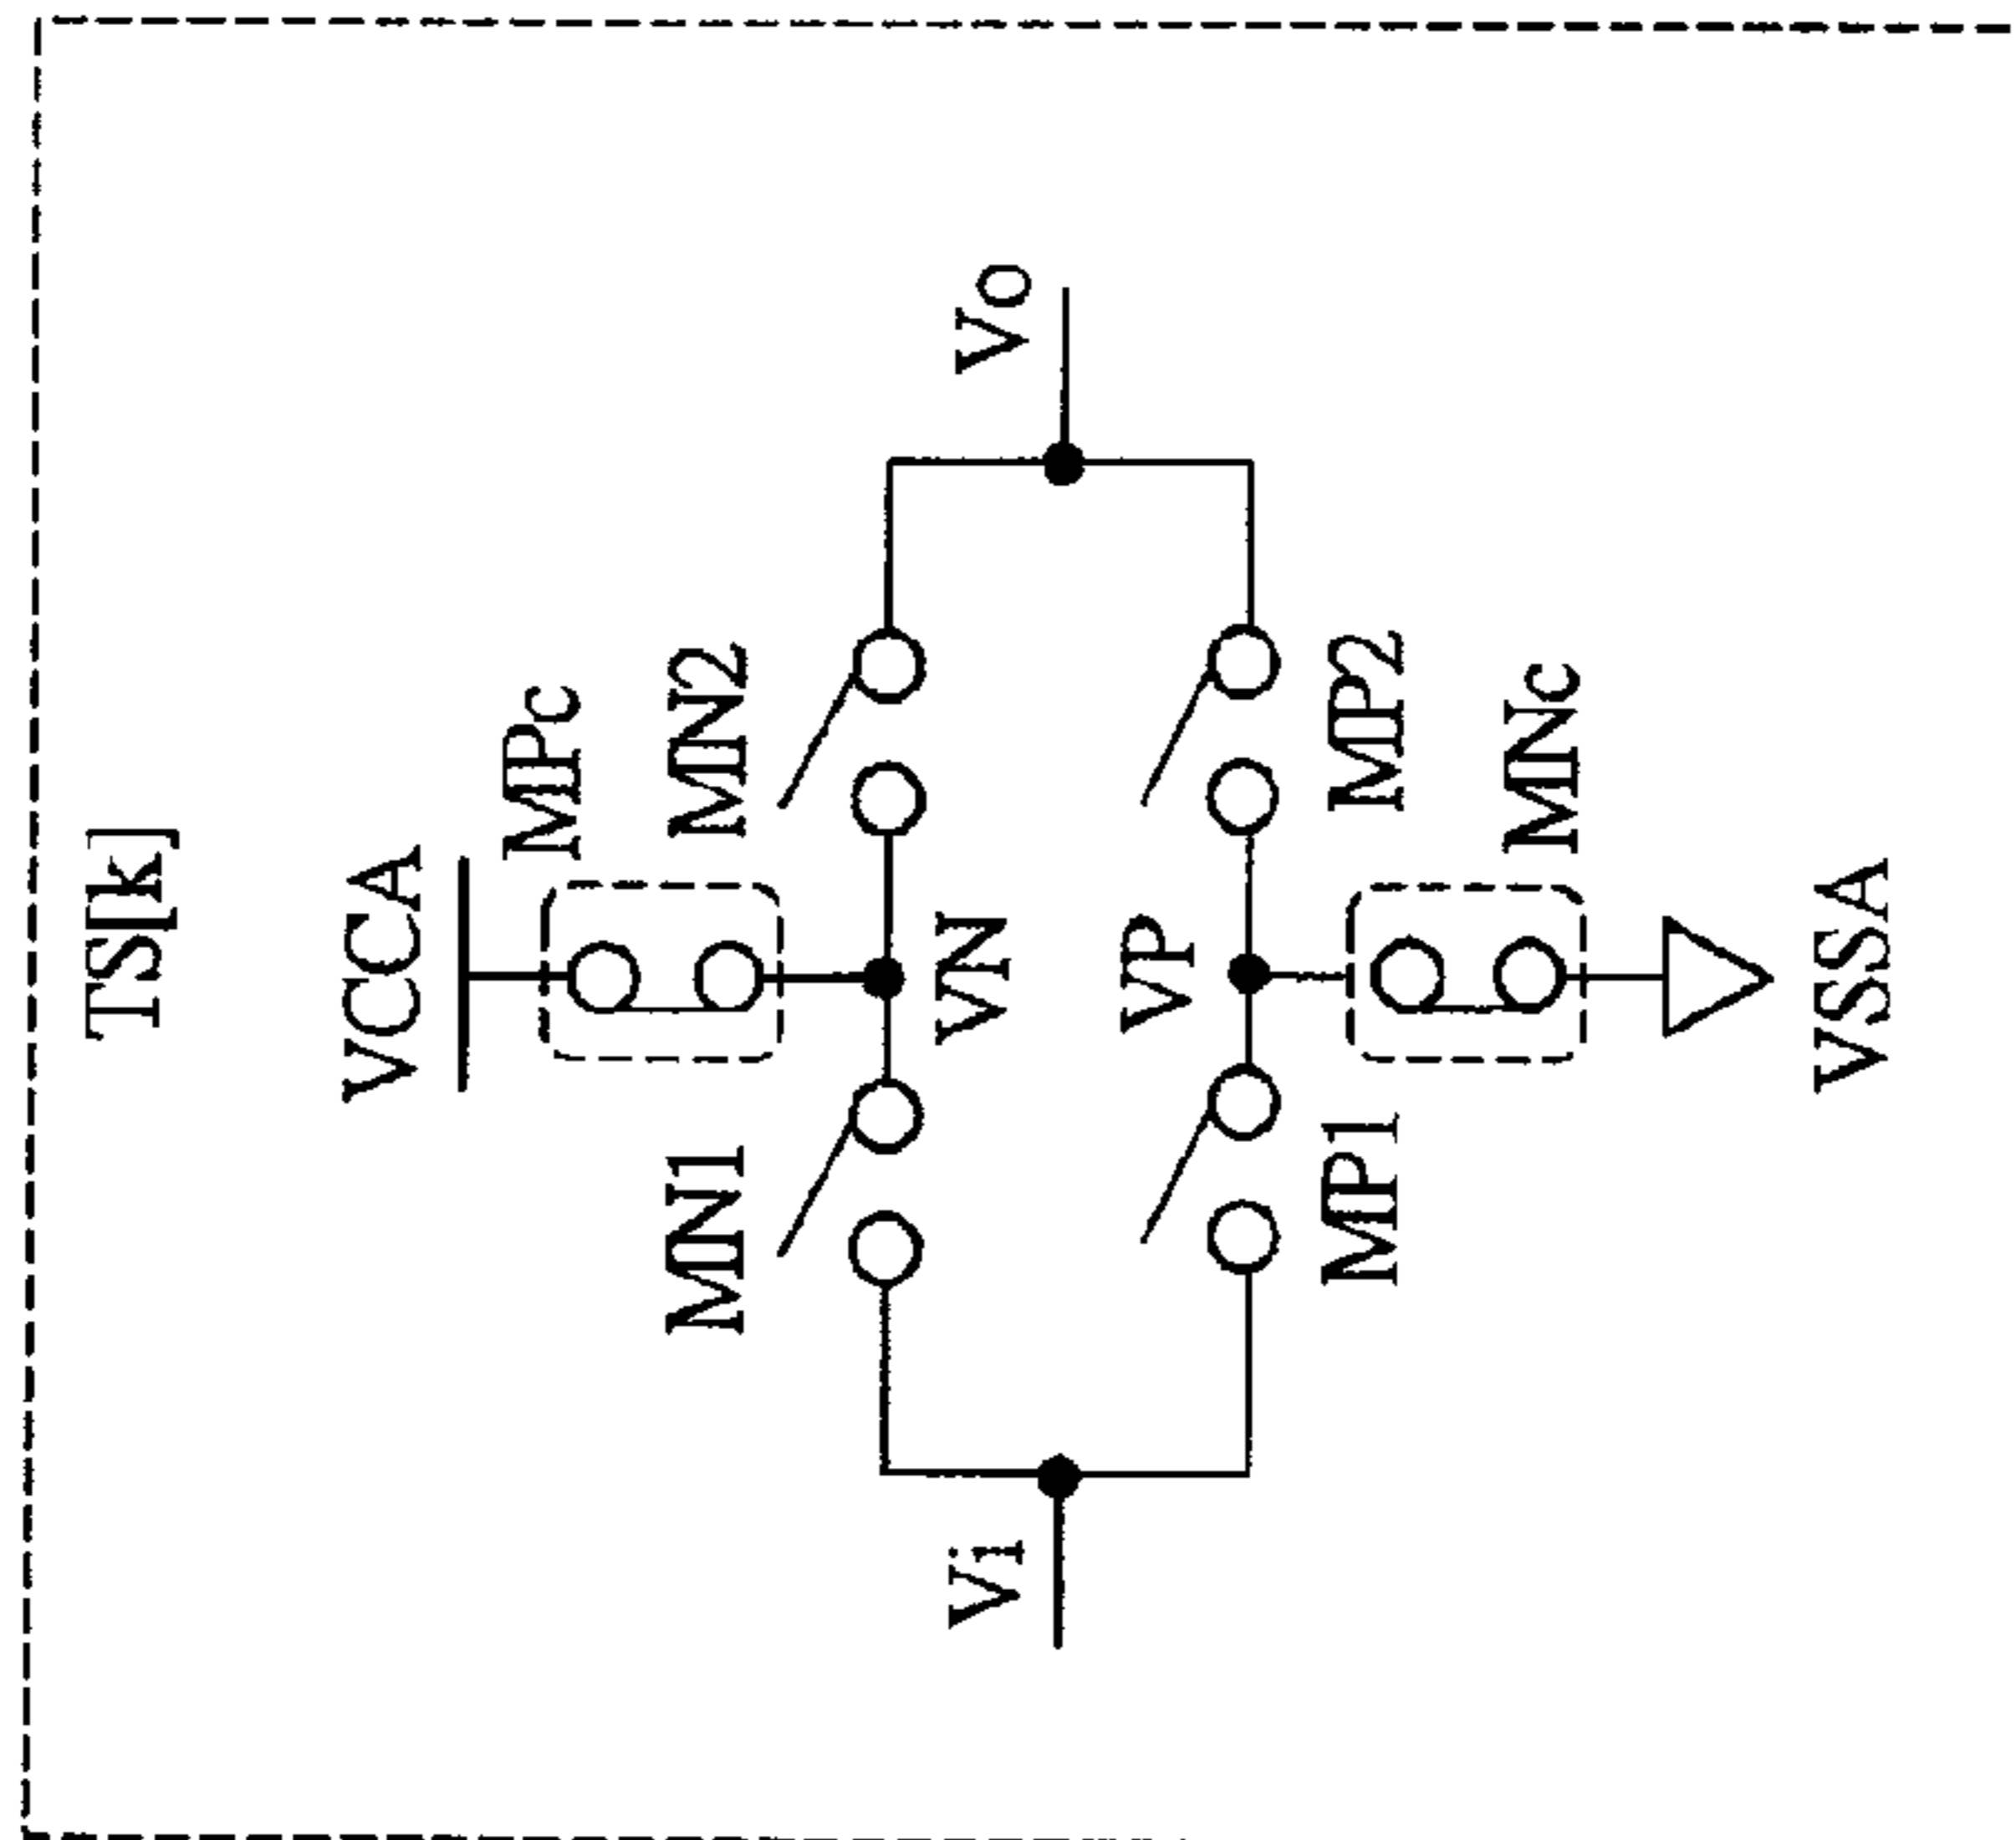 TS[k]
VCCA
MPc
MN1
MN2
VN
Vi
Vo
VP
MP1
MP2
MNc
VSSA